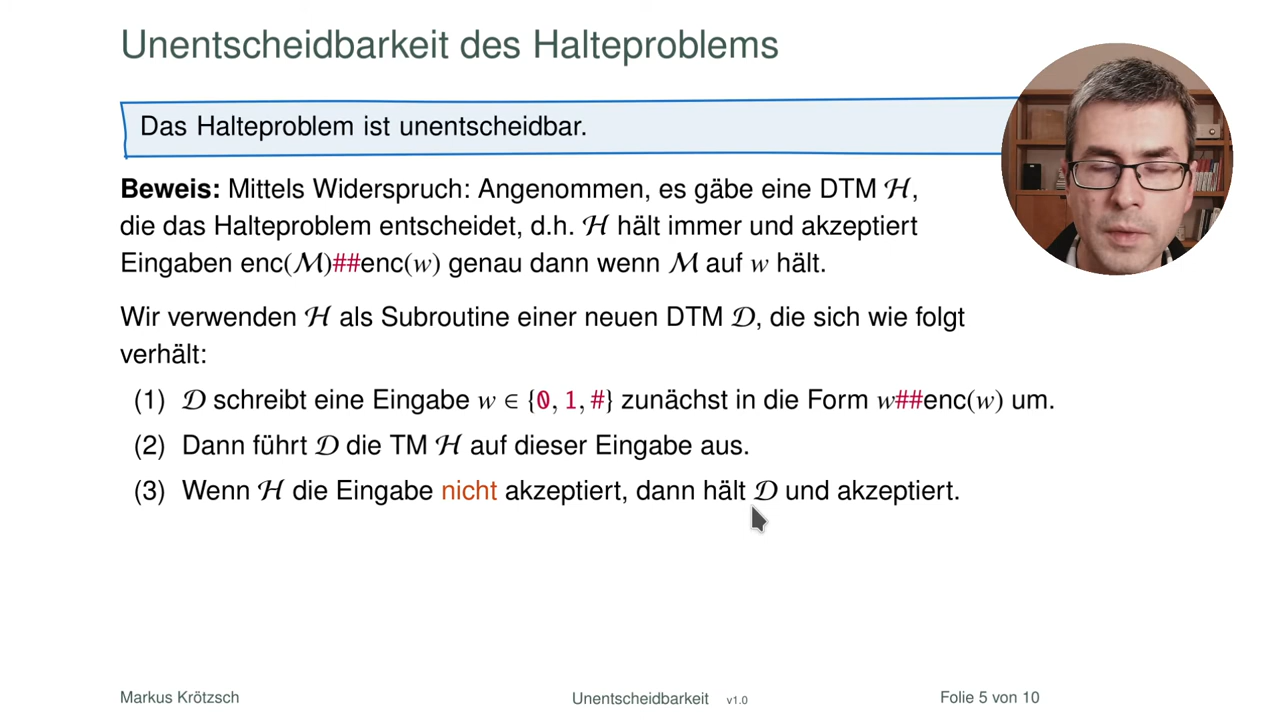 Unentscheidbarkeit des Halteproblems
Das Halteproblem ist unentscheidbar.
Beweis: Mittels Widerspruch: Angenommen, es gäbe eine DTM ℋ,
die das Halteproblem entscheidet, d.h. ℋ hält immer und akzeptiert
Eingaben enc(ℳ)##enc(w) genau dann wenn ℳ auf w hält.
Wir verwenden ℋ als Subroutine einer neuen DTM 𝒟, die sich wie folgt
verhält:
(1) 𝒟 schreibt eine Eingabe w ∈ {0, 1, #} zunächst in die Form w##enc(w) um.
(2) Dann führt 𝒟 die TM ℋ auf dieser Eingabe aus.
(3) Wenn ℋ die Eingabe nicht akzeptiert, dann hält 𝒟 und akzeptiert.
Markus Krötzsch Unentscheidbarkeit v1.0 Folie 5 von 10